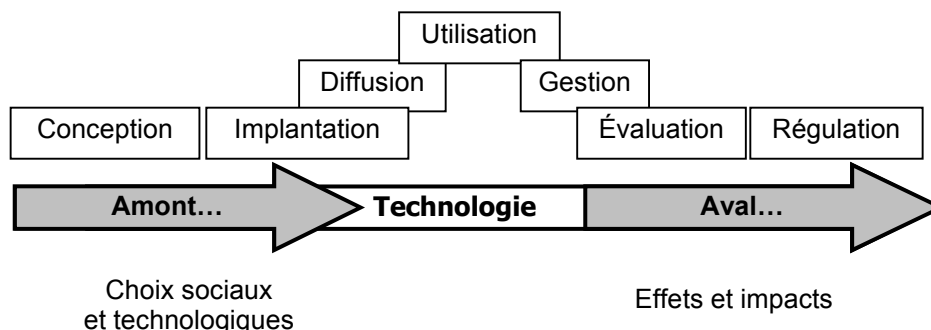 Utilisation
Diffusion
Gestion
Conception
Implantation
Évaluation
Régulation
Amont…
Technologie
Aval…
Choix sociaux
et technologiques
Effets et impacts